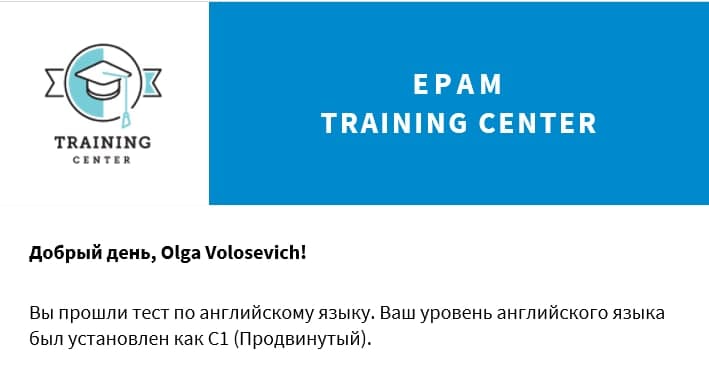 TRAINING
CENTER
EPAM
TRAINING CENTER
Добрый день, Olga Volosevich!
Вы прошли тест по английскому языку. Ваш уровень английского языка
был установлен как C1 (Продвинутый).